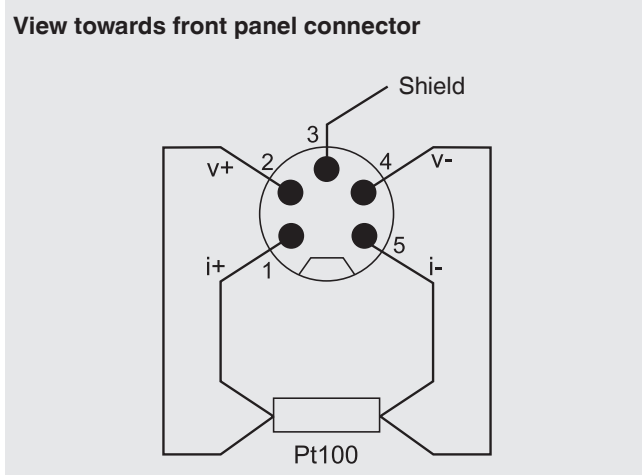 View towards front panel connector
Shield
3
v+ 2 4 v-
i+ 1 5 i-
Pt100